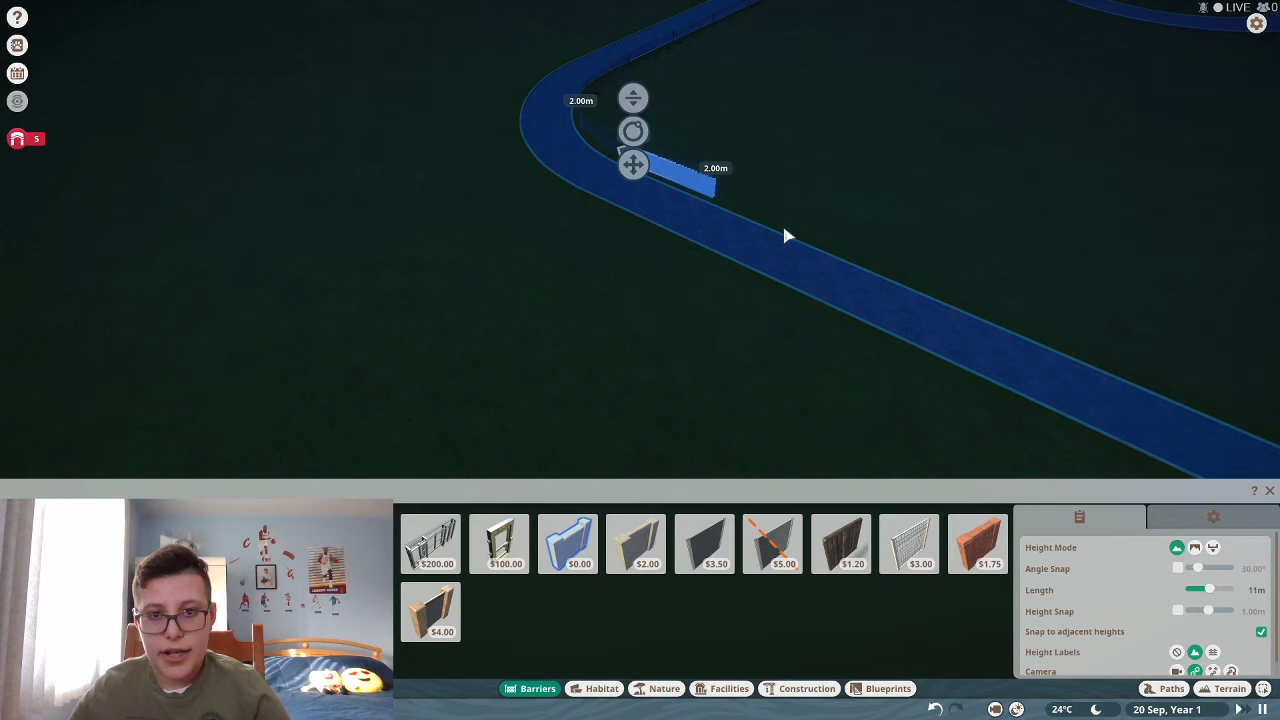 LIVE 0
2.00m
5
2.00m
$200.00
$100.00
$0.00
$2.00
$3.50
$5.00
$1.20
$3.00
$1.75
$4.00
Height Mode
Angle Snap 30.00°
Length 11m
Height Snap 1.00m
Snap to adjacent heights
Height Labels
Camera
Barriers Habitat Nature Facilities Construction Blueprints Paths Terrain
24°C 20 Sep, Year 1